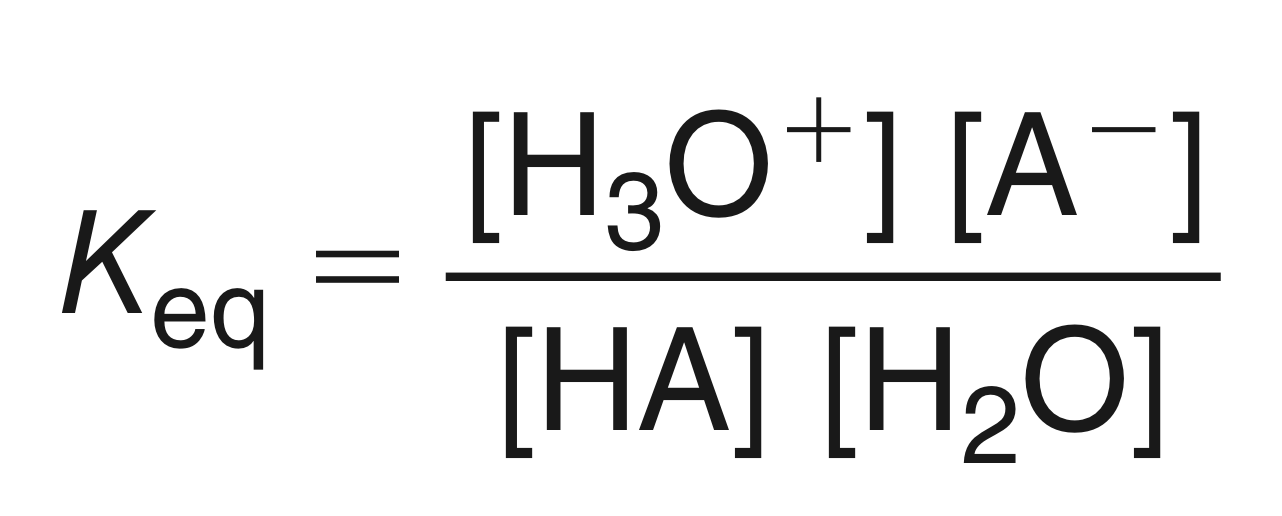 Keq = [H3O+] [A−]
[HA] [H2O]